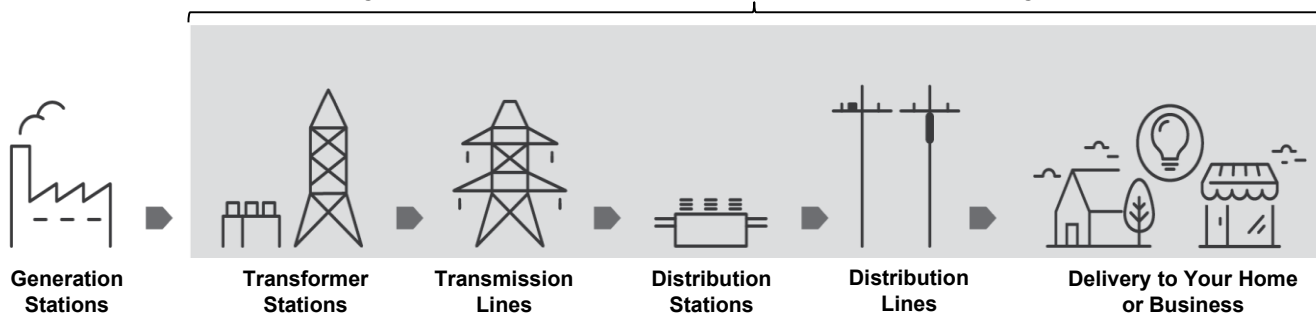 Generation
Stations
Transformer
Stations
Transmission
Lines
Distribution
Stations
Distribution
Lines
Delivery to Your Home
or Business